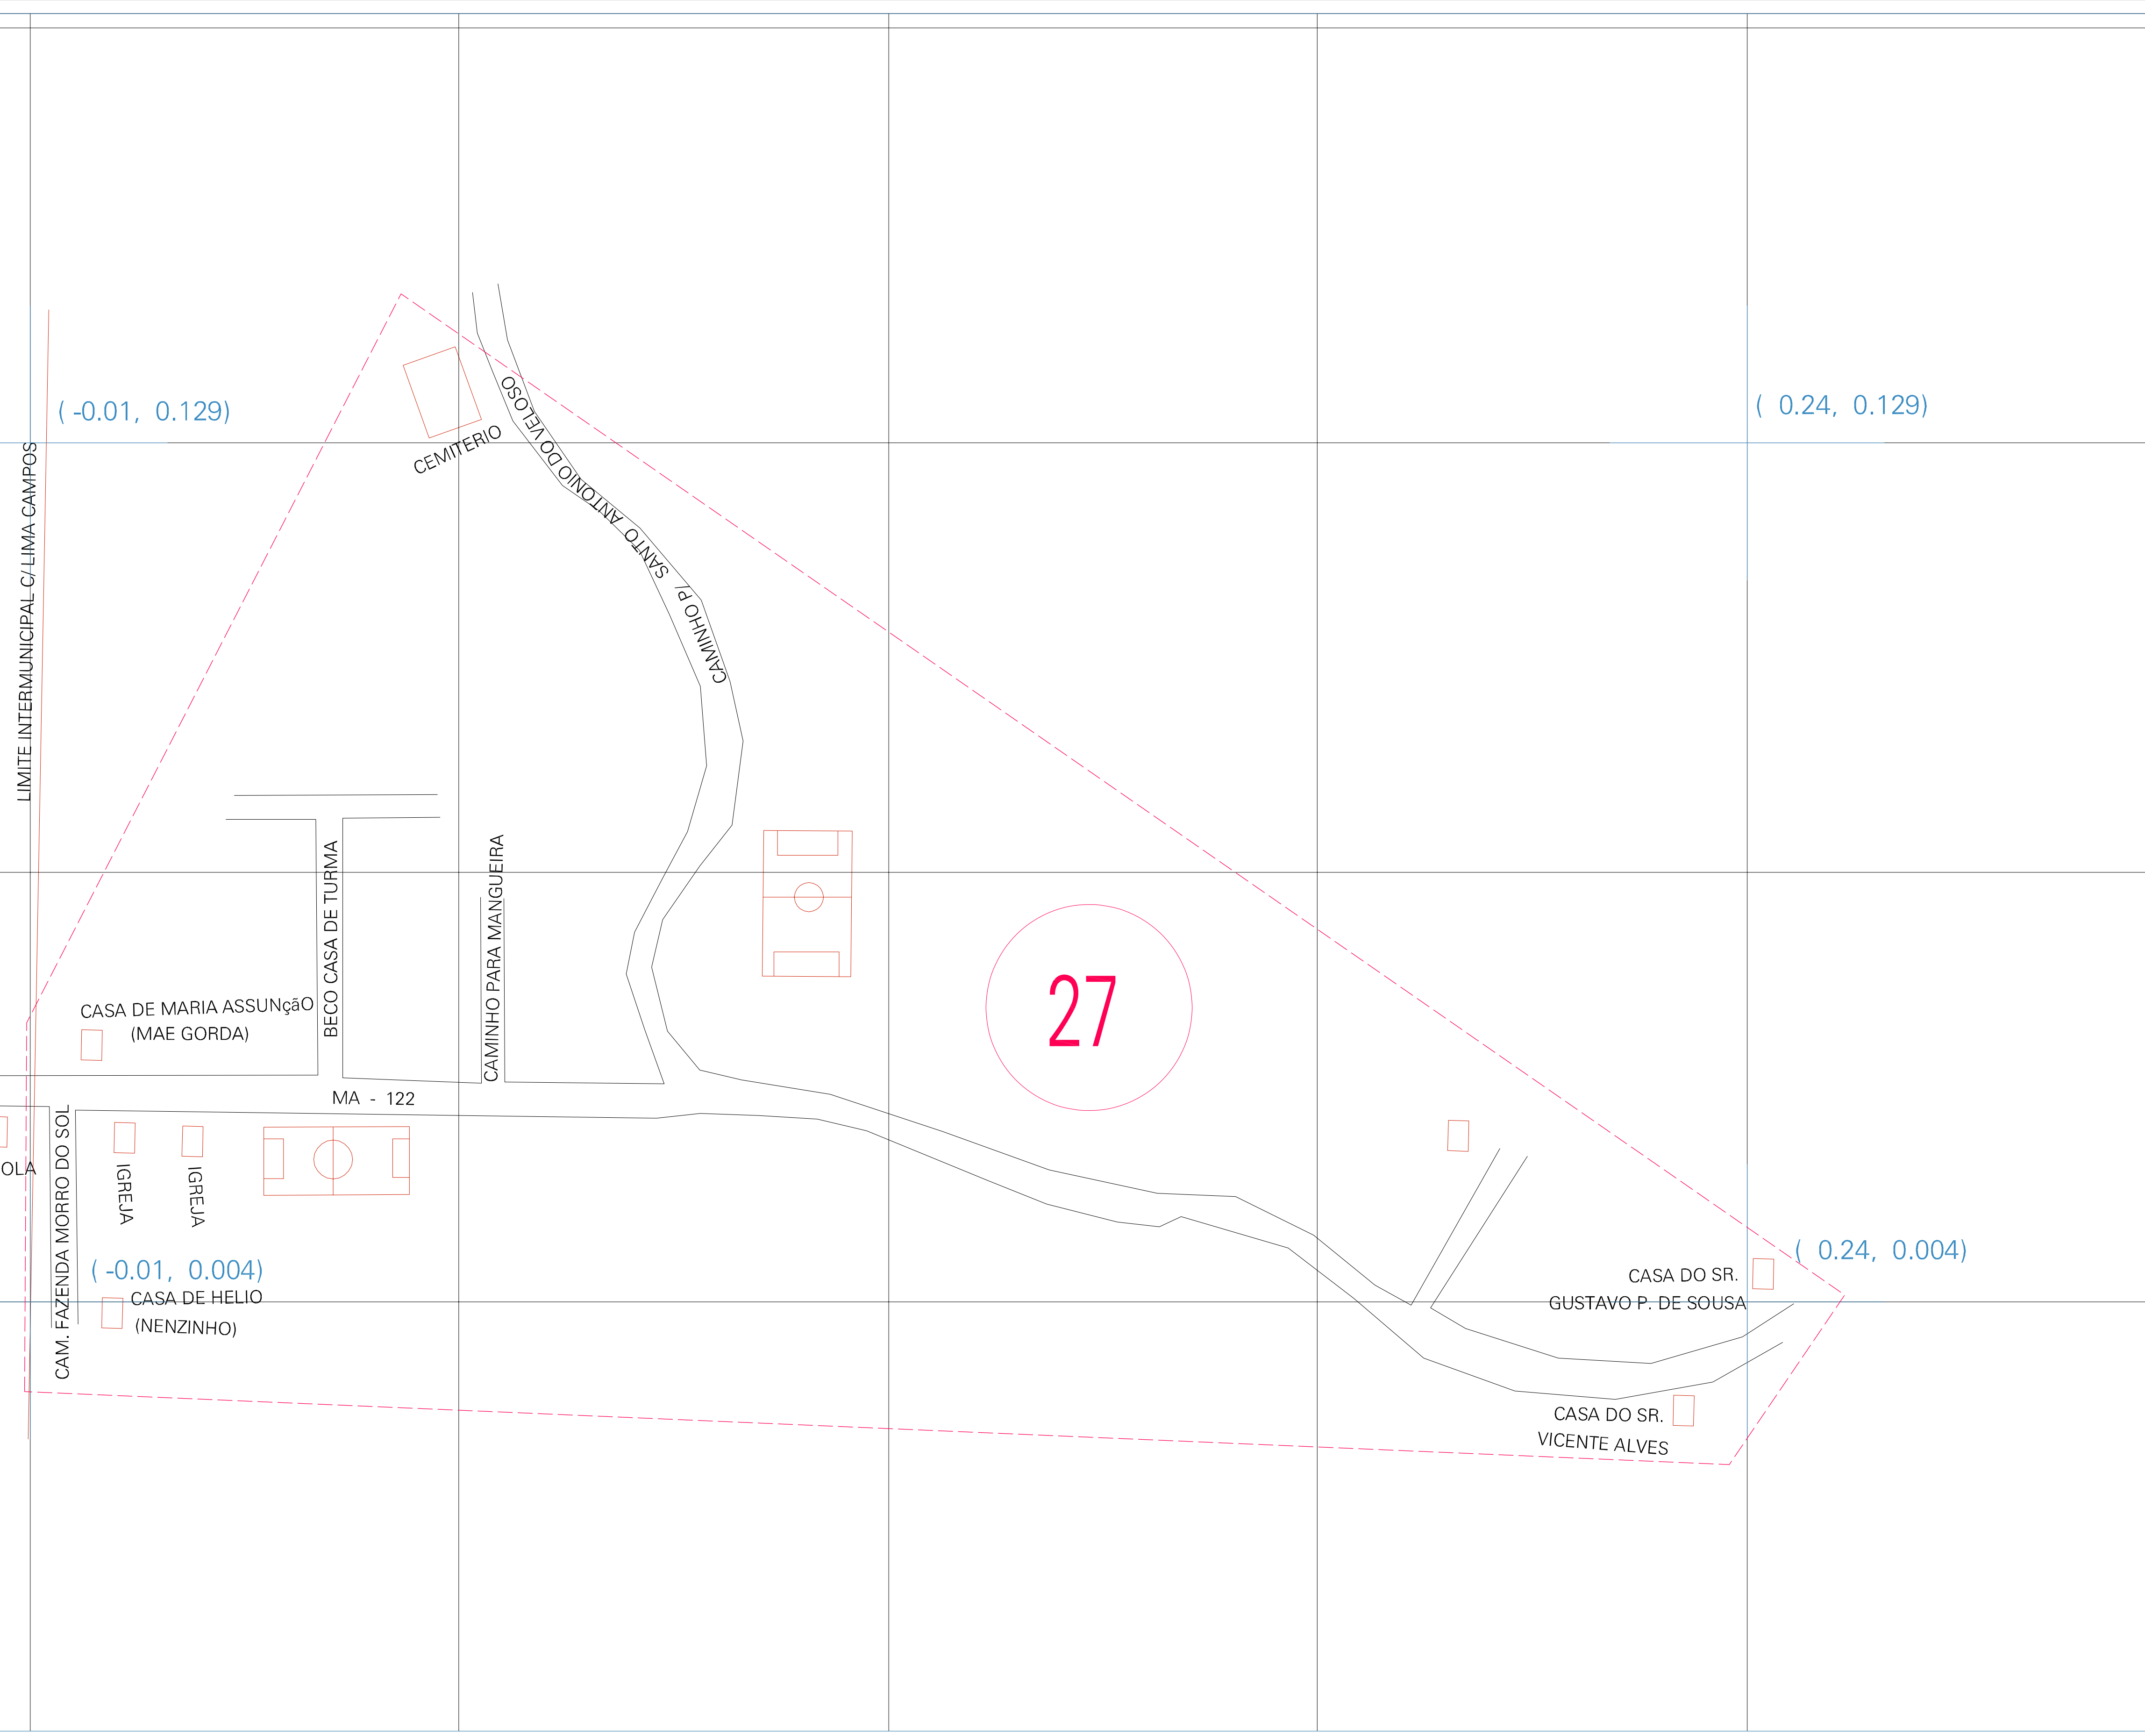 ( -0.01, 0.129)
( 0.24, 0.129)
LIMITE INTERMUNICIPAL C/ LIMA CAMPOS
CEMITERIO
CAMINHO P/ SANTO ANTONIO DO VELOSO
BECO CASA DE TURMA
CAMINHO PARA MANGUEIRA
27
CASA DE MARIA ASSUNçãO
(MAE GORDA)
MA - 122
OLA
CAM. FAZENDA MORRO DO SOL
IGREJA
IGREJA
( -0.01, 0.004)
CASA DE HELIO
(NENZINHO)
( 0.24, 0.004)
CASA DO SR.
GUSTAVO P. DE SOUSA
CASA DO SR.
VICENTE ALVES